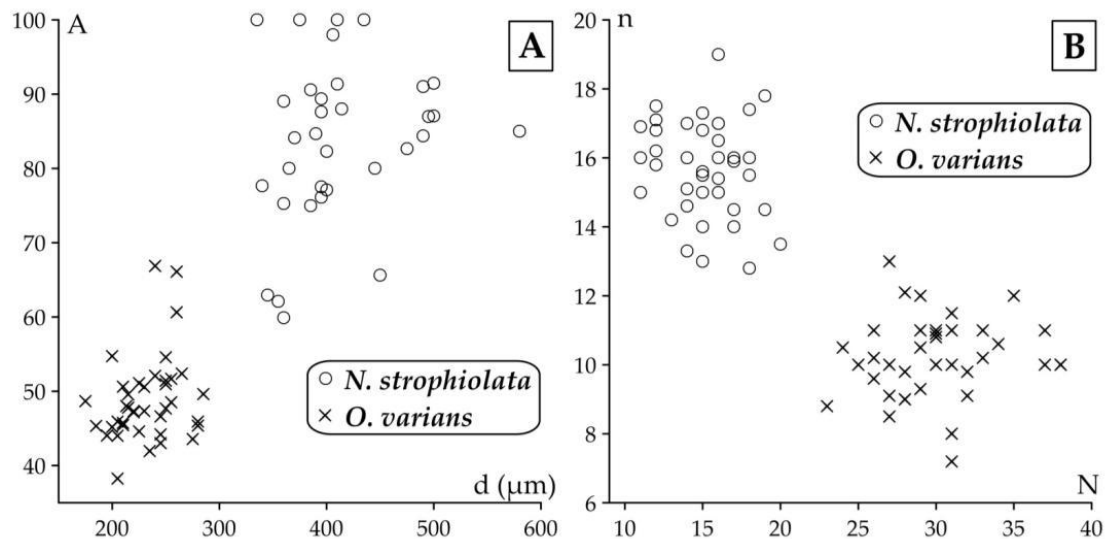 A
A
100
90
80
70
60
50
40
N. strophiolata
O. varians
d (μm)
200 300 400 500 600
n
B
20
18
16
14
12
10
8
6
N. strophiolata
O. varians
N
10 15 20 25 30 35 40